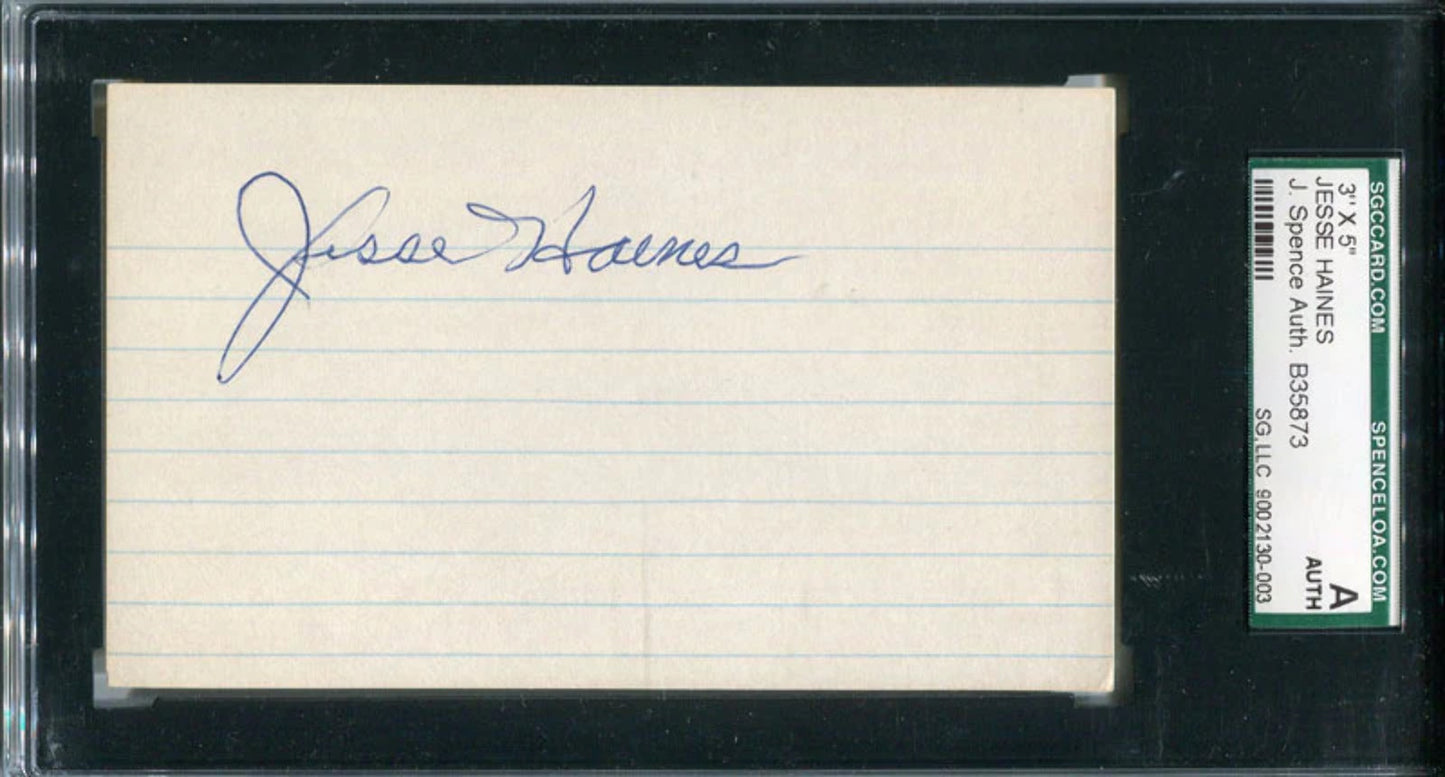 Jesse Haines
SGCCARD.COM SPENCELOA.COM
3" X 5"
JESSE HAINES
J. Spence Auth. B35873
A
AUTH
SG, LLC 9002130-003